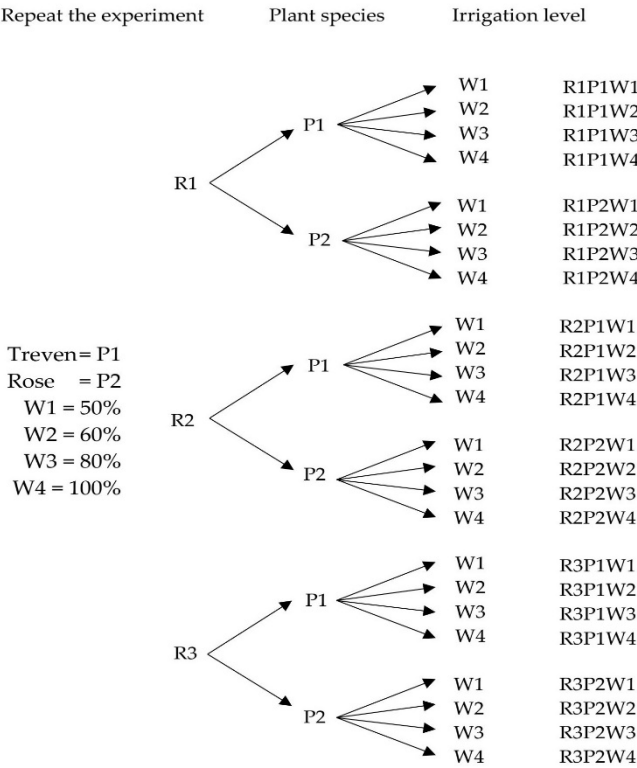 Repeat the experiment Plant species Irrigation level
W1 R1P1W1
W2 R1P1W2
P1
W3 R1P1W3
W4 R1P1W4
R1
W1 R1P2W1
W2 R1P2W2
P2
W3 R1P2W3
W4 R1P2W4
W1 R2P1W1
W2 R2P1W2
P1
W3 R2P1W3
W4 R2P1W4
Treven= P1
Rose = P2
W1 = 50%
W2 = 60%
W3 = 80%
W4 = 100%
R2
W1 R2P2W1
W2 R2P2W2
P2
W3 R2P2W3
W4 R2P2W4
W1 R3P1W1
W2 R3P1W2
P1
W3 R3P1W3
W4 R3P1W4
R3
W1 R3P2W1
W2 R3P2W2
P2
W3 R3P2W3
W4 R3P2W4